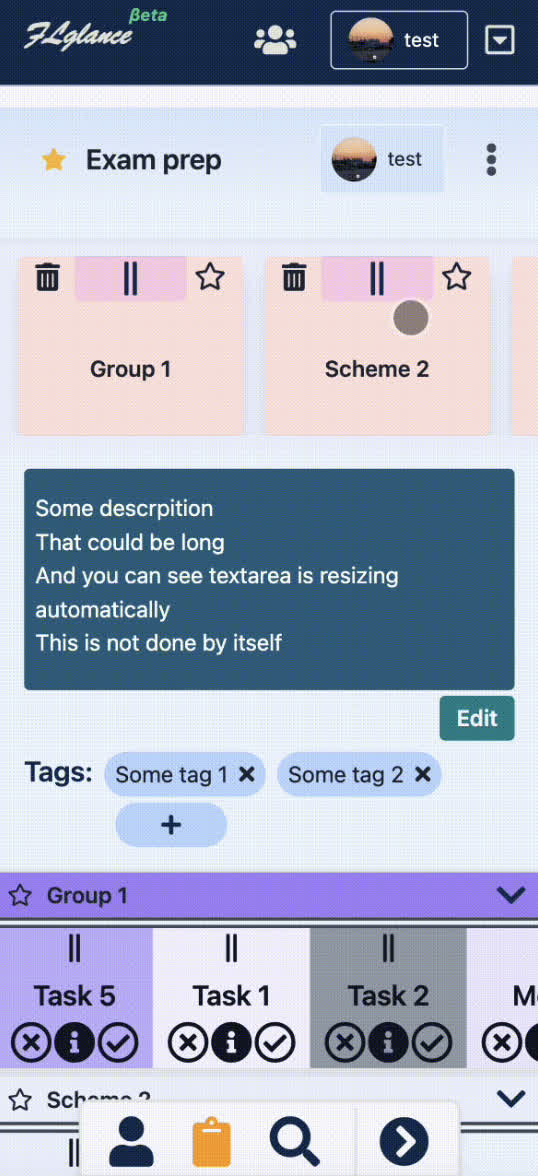 FLglance
βeta
test
Exam prep
test
Group 1
Scheme 2
Some descrpition
That could be long
And you can see textarea is resizing
automatically
This is not done by itself
Edit
Tags:
Some tag 1
Some tag 2
Group 1
Task 5
Task 1
Task 2
Scheme 2